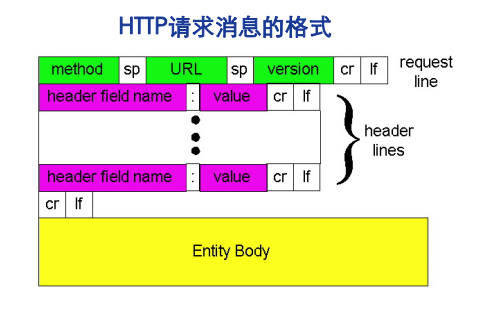 HTTP请求消息的格式
method sp URL sp version cr lf request line
header field name : value cr lf
header lines
header field name : value cr lf
cr lf
Entity Body